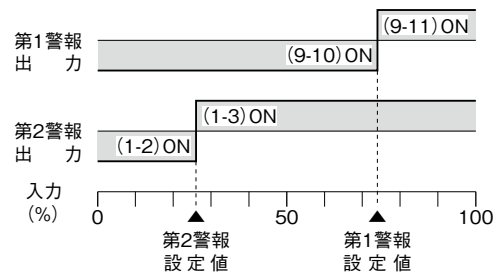 (9-11)ON
第1警報
出 力
(9-10)ON
(1-3)ON
第2警報
出 力
(1-2)ON
入力
(%)
0 50 100
第2警報 第1警報
設定値 設定値